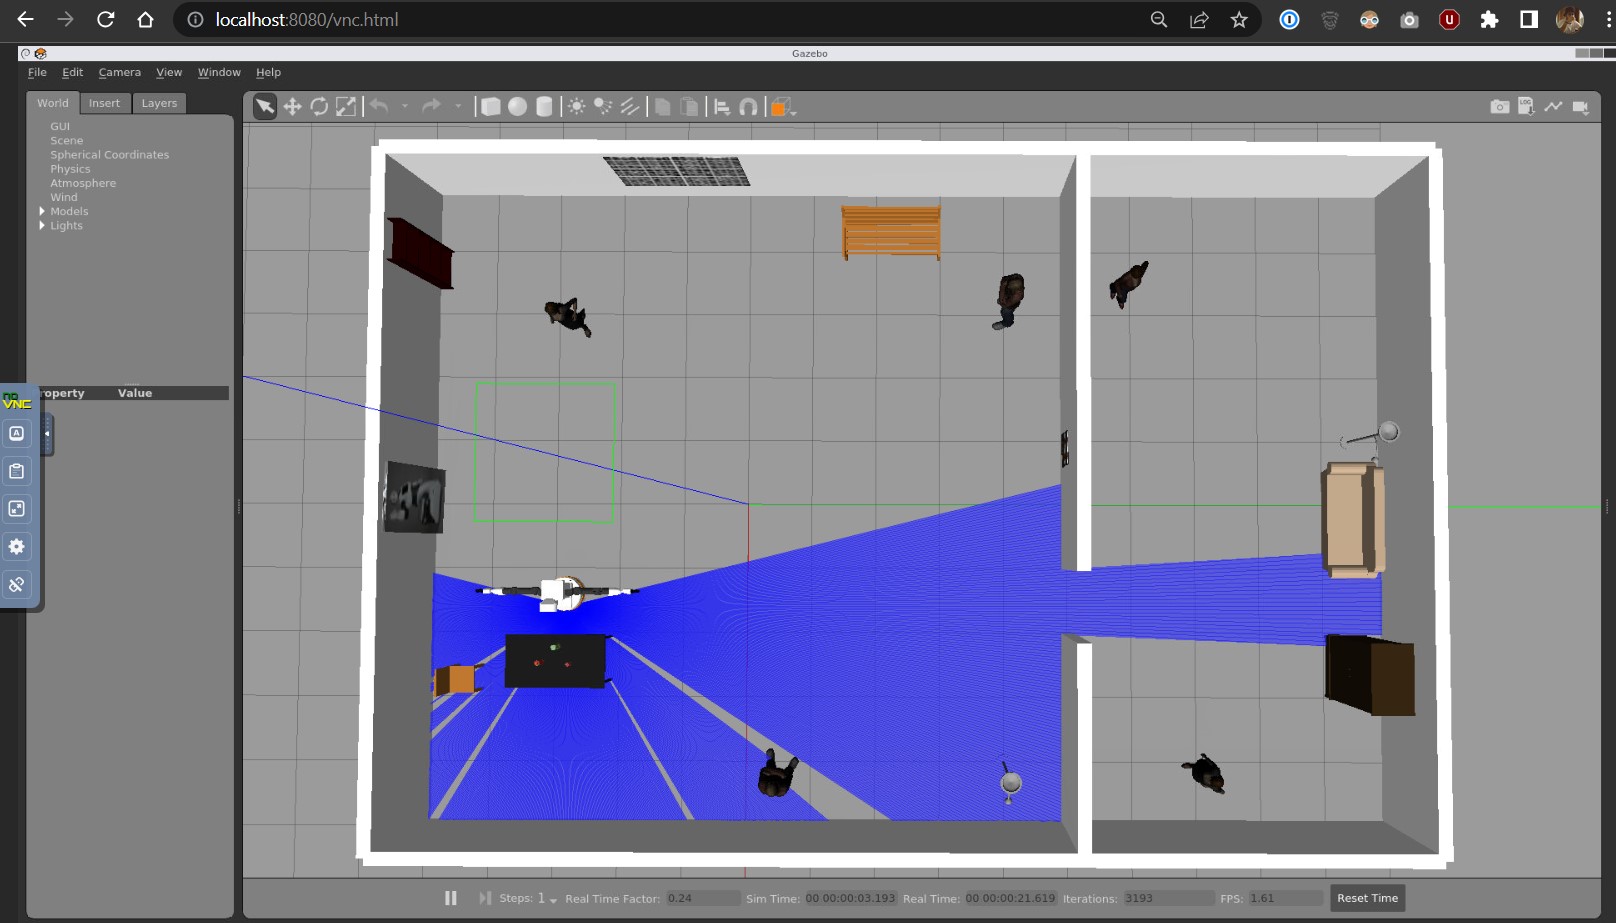 localhost:8080/vnc.html
Gazebo
File Edit Camera View Window Help
World Insert Layers
GUI
Scene
Spherical Coordinates
Physics
Atmosphere
Wind
Models
Lights
roperty Value
no
VNC
A
Steps: 1 Real Time Factor: 0.24 Sim Time: 00 00:00:03.193 Real Time: 00 00:00:21.619 Iterations: 3193 FPS: 1.61 Reset Time